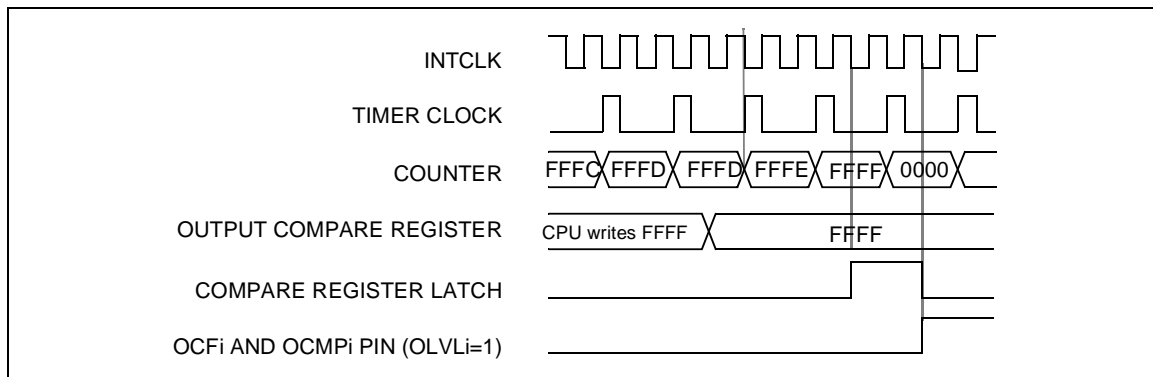 INTCLK
TIMER CLOCK
COUNTER FFFC FFFD FFFD FFFE FFFF 0000
OUTPUT COMPARE REGISTER CPU writes FFFF FFFF
COMPARE REGISTER LATCH
OCFi AND OCMPi PIN (OLVLi=1)